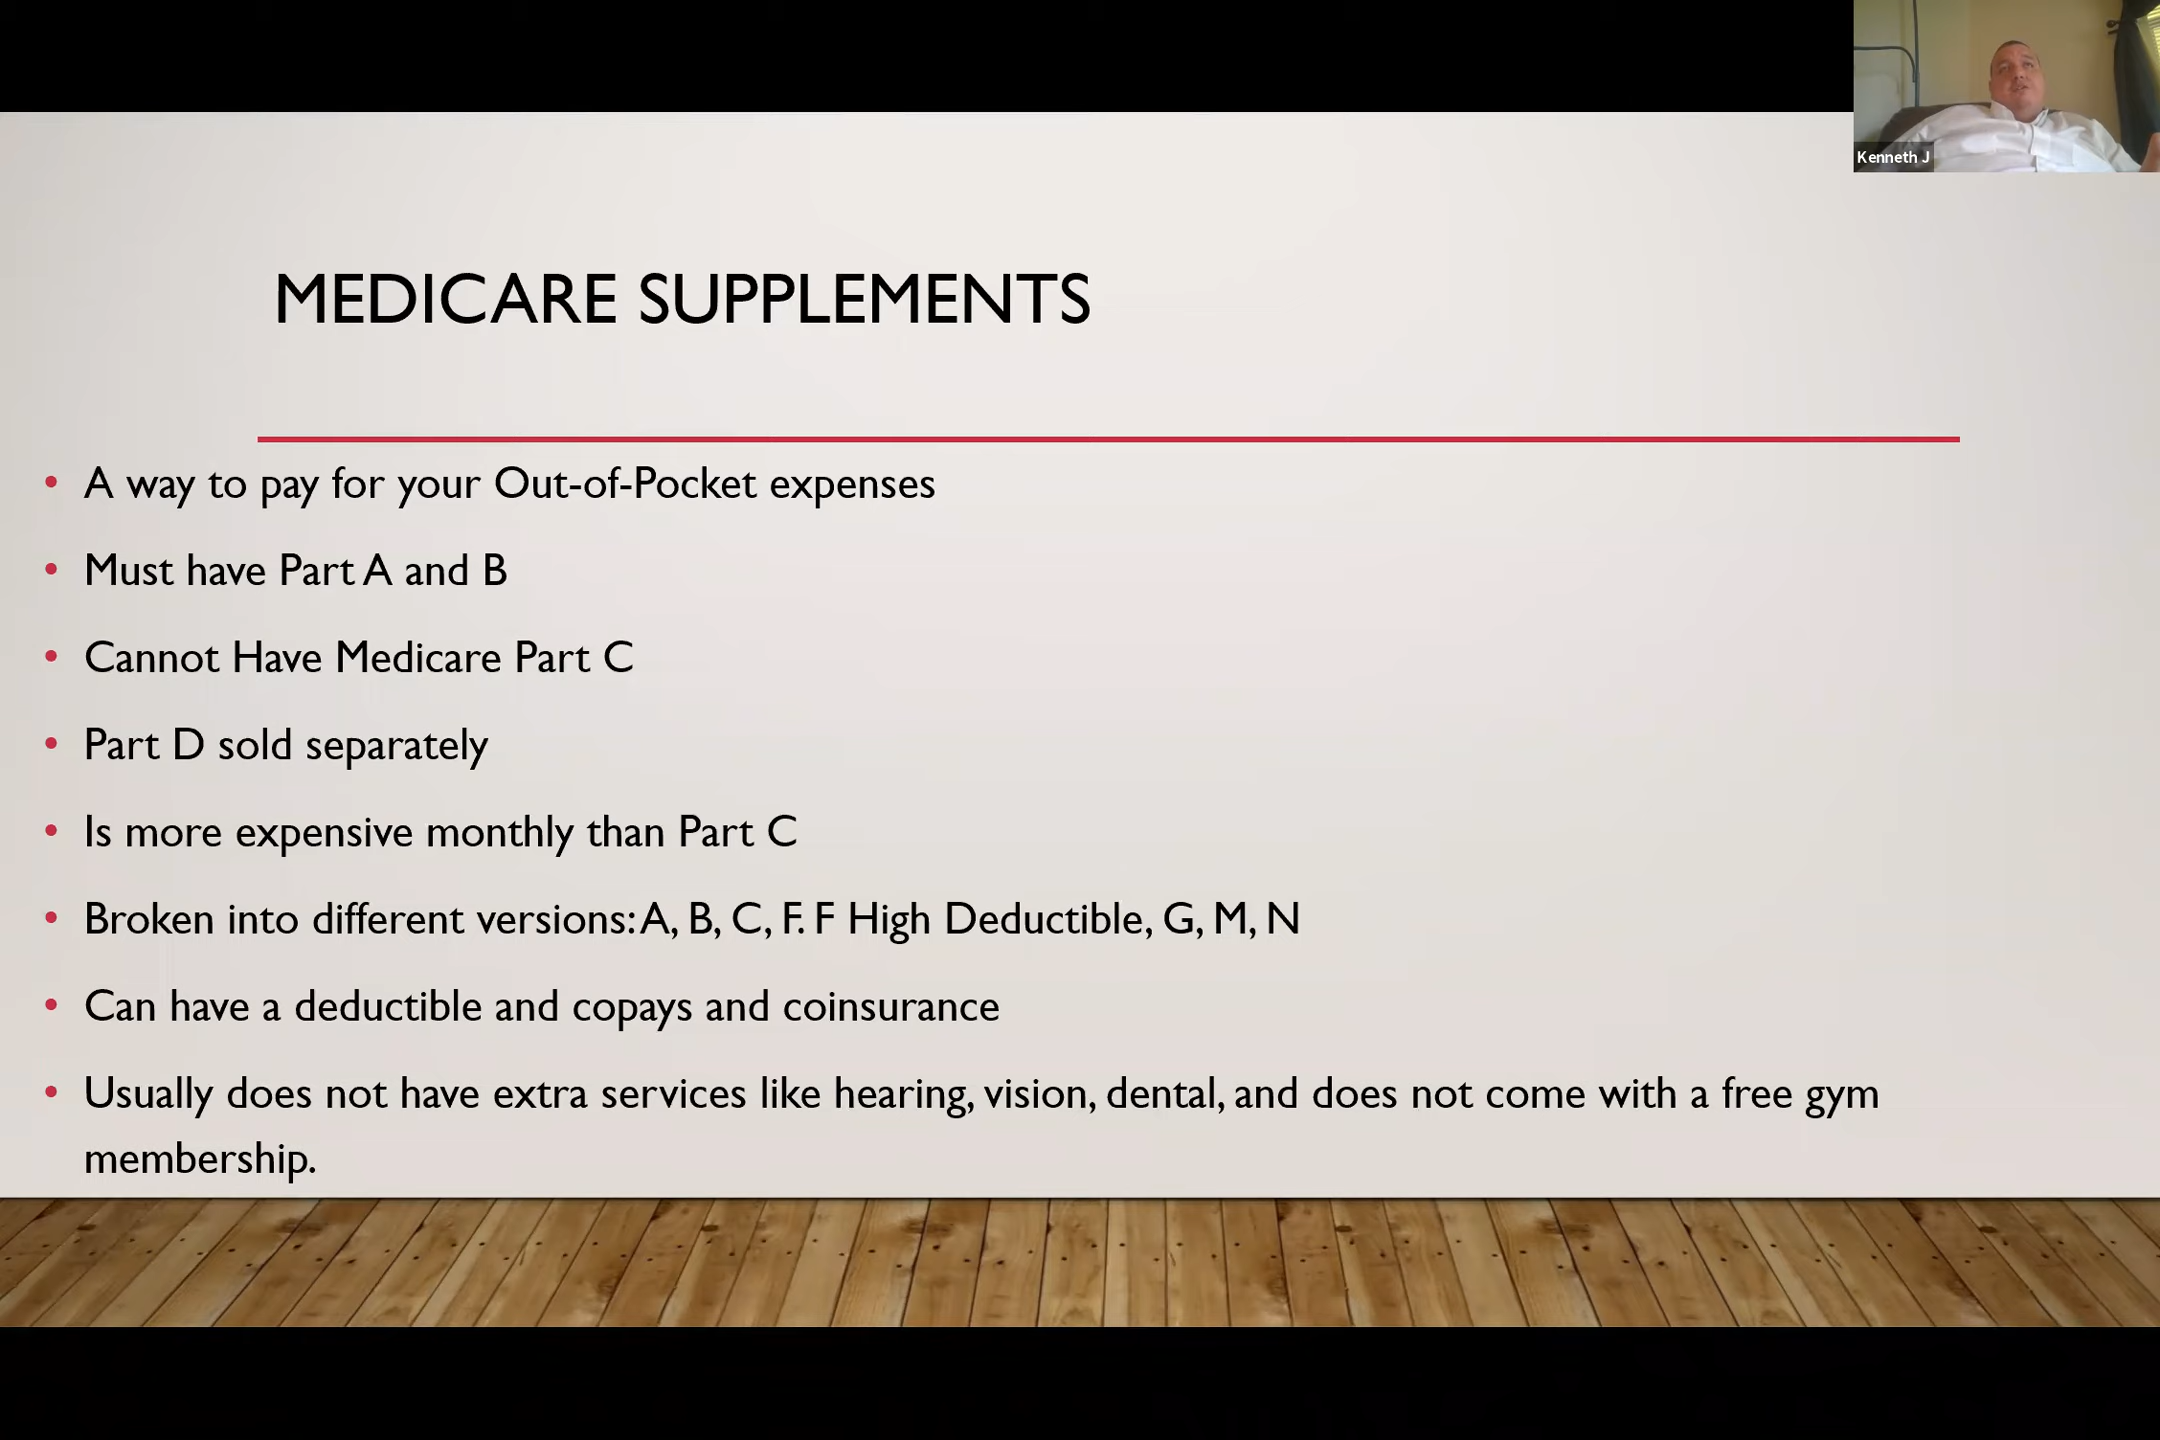 Kenneth J
MEDICARE SUPPLEMENTS
• A way to pay for your Out-of-Pocket expenses
• Must have Part A and B
• Cannot Have Medicare Part C
• Part D sold separately
• Is more expensive monthly than Part C
• Broken into different versions: A, B, C, F. F High Deductible, G, M, N
• Can have a deductible and copays and coinsurance
• Usually does not have extra services like hearing, vision, dental, and does not come with a free gym
membership.